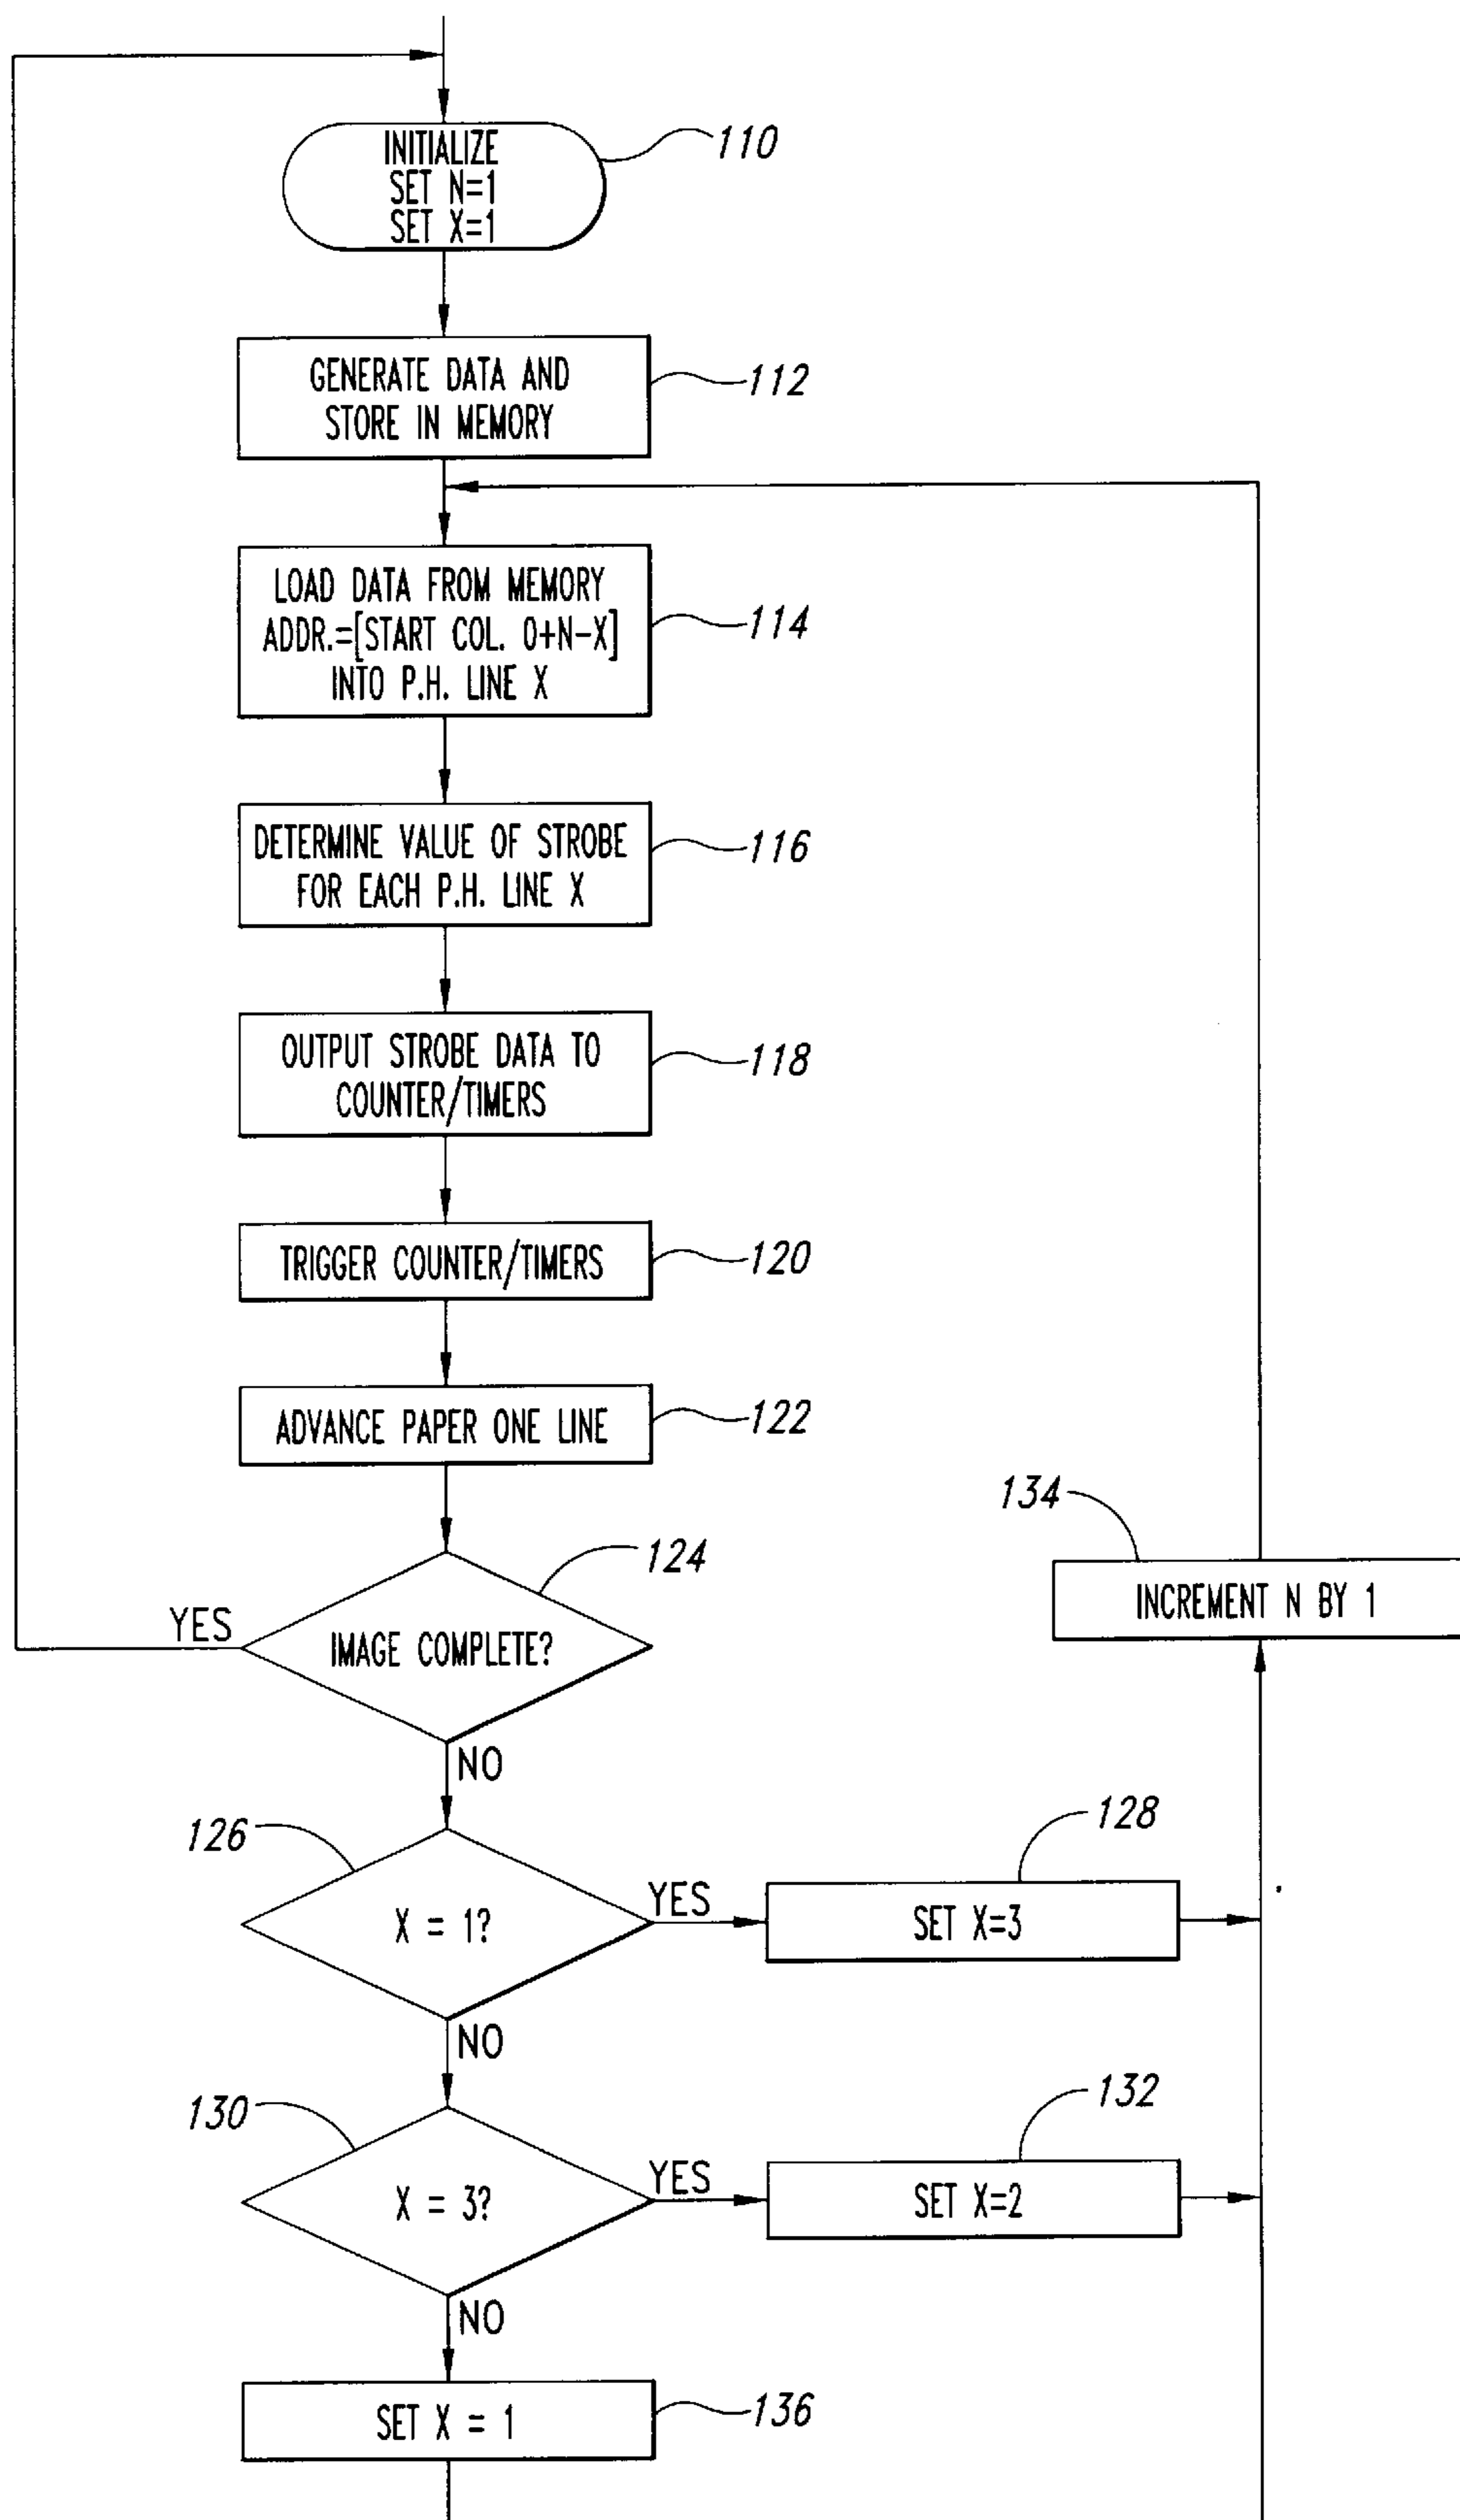 INITIALIZE
SET N=1
SET X=1
110
GENERATE DATA AND
STORE IN MEMORY
112
LOAD DATA FROM MEMORY
ADDR.=[START COL. 0+N-X]
INTO P.H. LINE X
114
DETERMINE VALUE OF STROBE
FOR EACH P.H. LINE X
116
OUTPUT STROBE DATA TO
COUNTER/TIMERS
118
TRIGGER COUNTER/TIMERS
120
ADVANCE PAPER ONE LINE
122
134
INCREMENT N BY 1
124
YES
IMAGE COMPLETE?
NO
126
128
X = 1?
YES
SET X=3
NO
130
132
X = 3?
YES
SET X=2
NO
SET X = 1
136